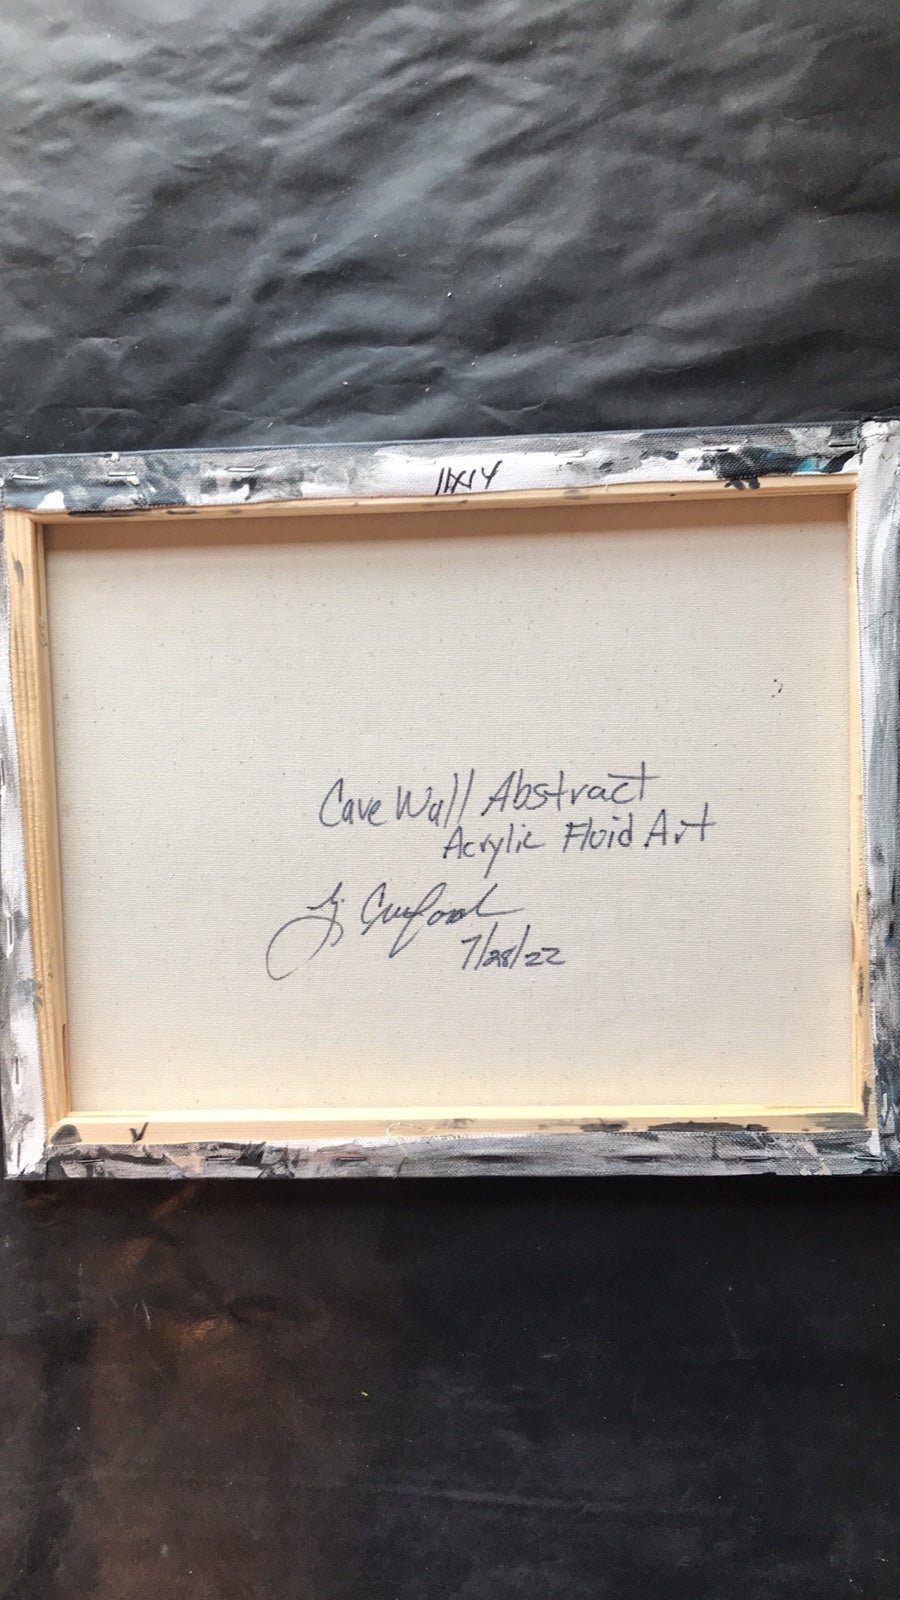 11x14
Cave Wall Abstract
Acrylic Fluid Art
7/28/22